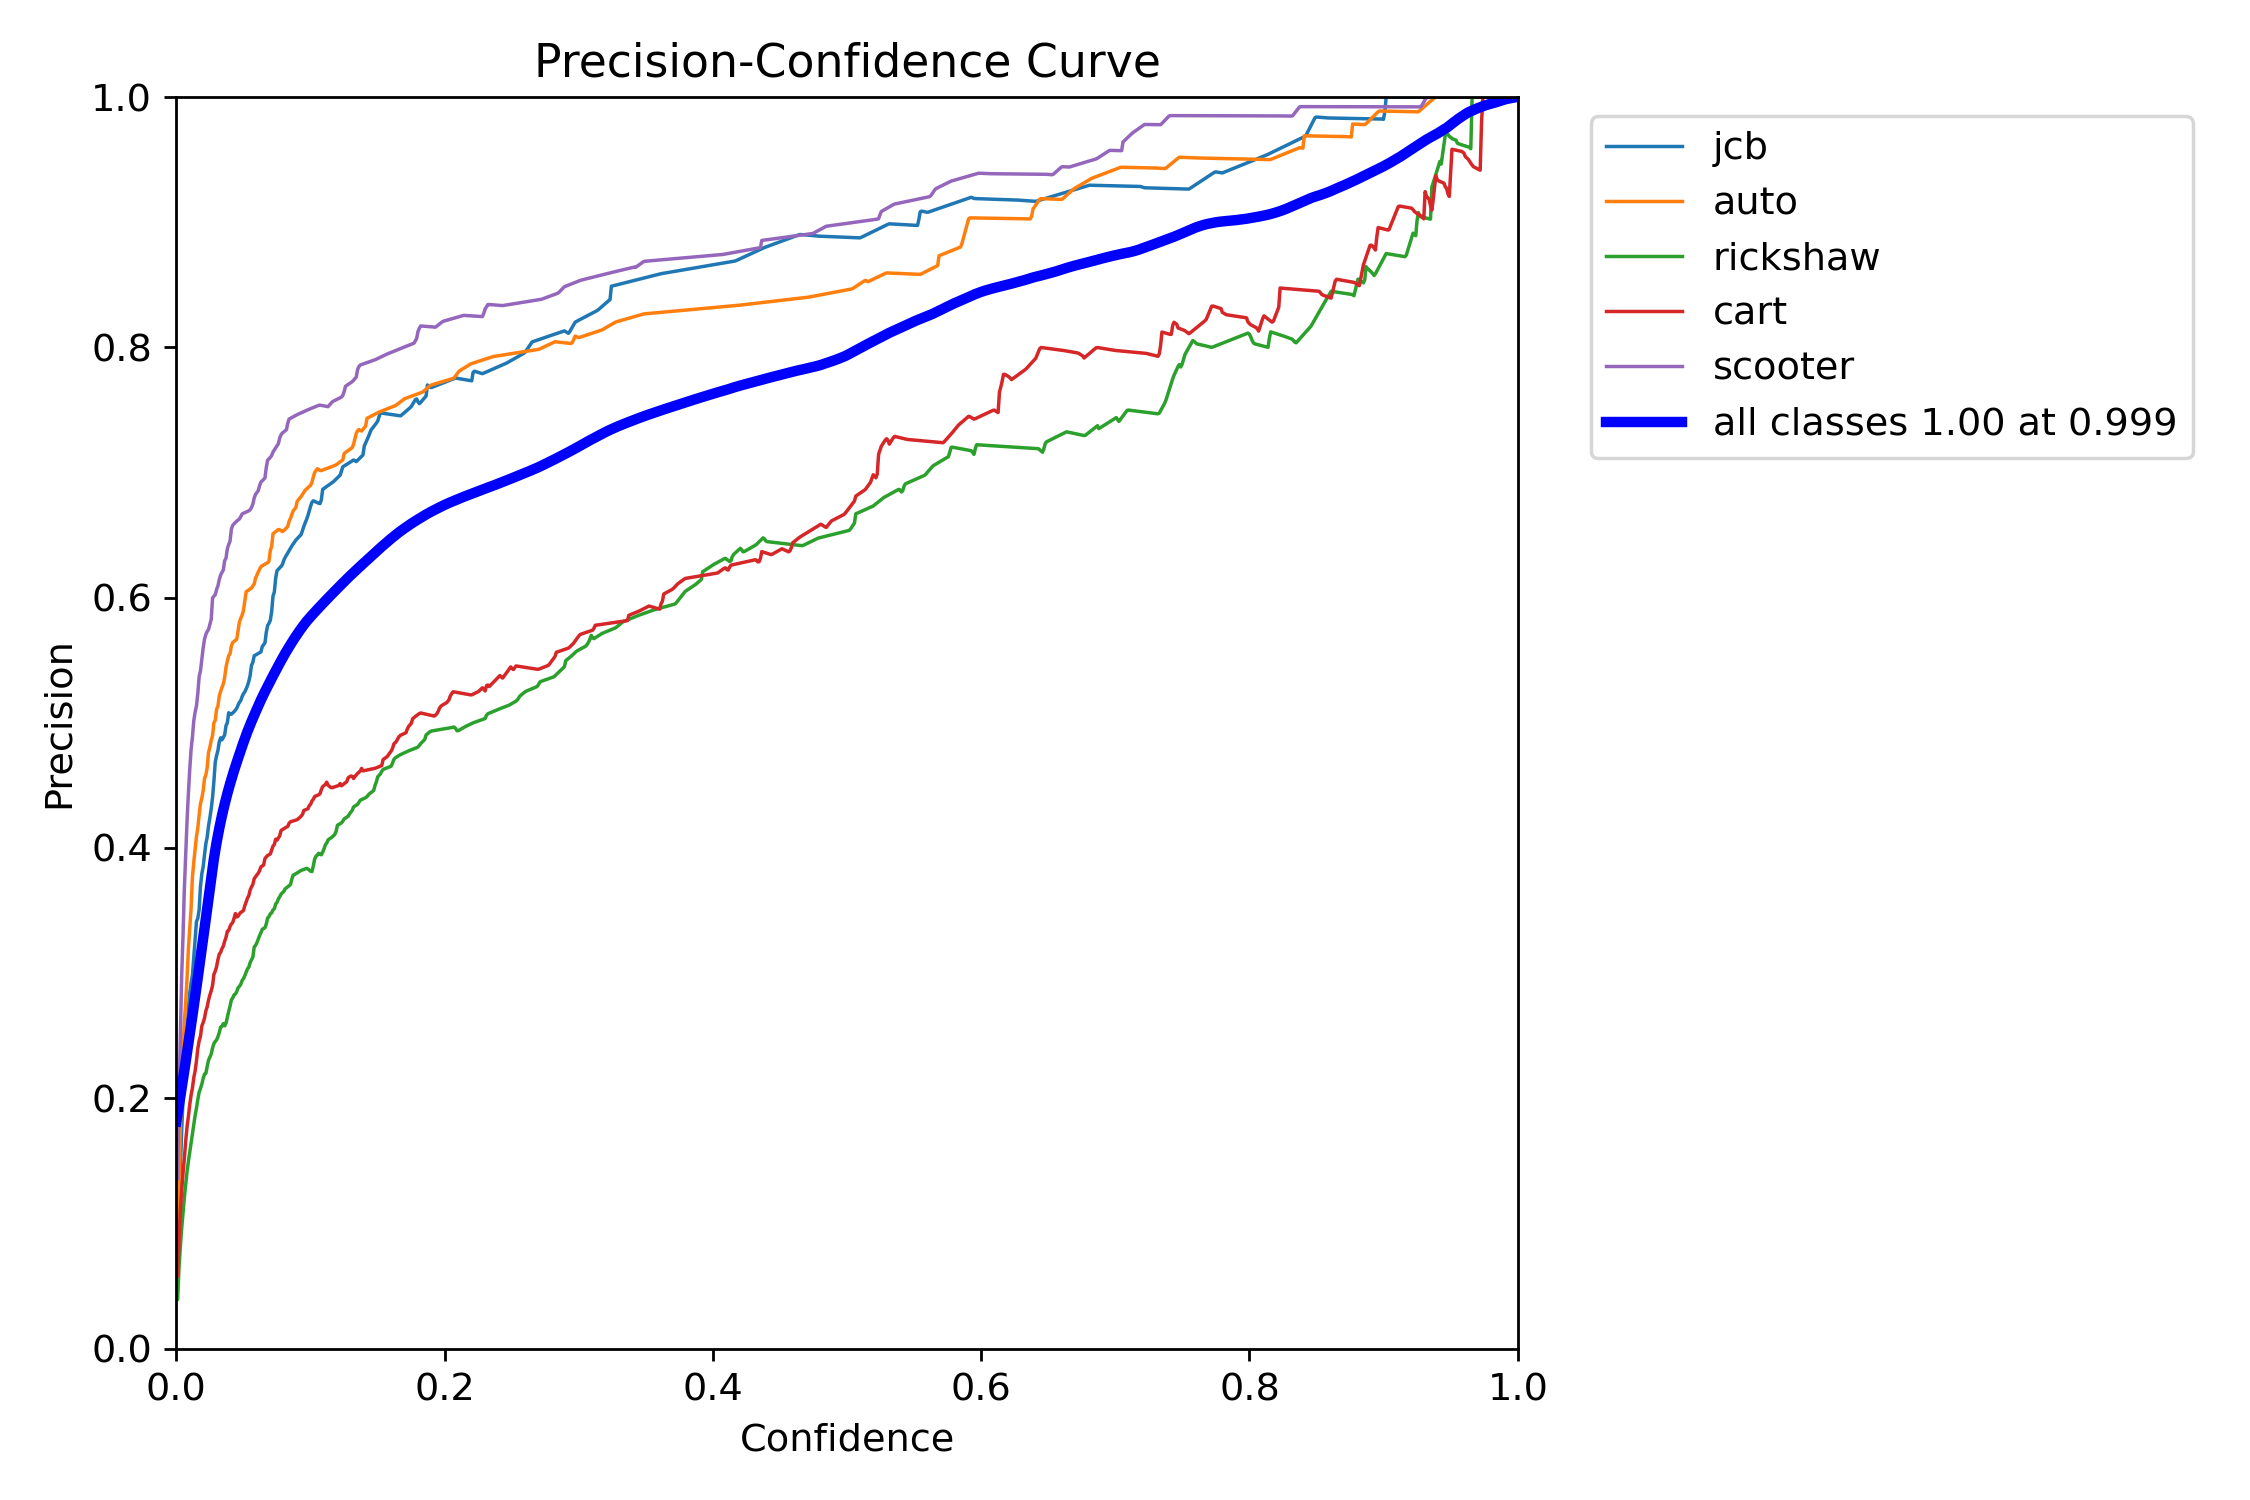 Precision-Confidence Curve
1.0
0.8
0.6
0.4
0.2
0.0
Precision
0.0 0.2 0.4 0.6 0.8 1.0
Confidence
jcb
auto
rickshaw
cart
scooter
all classes 1.00 at 0.999